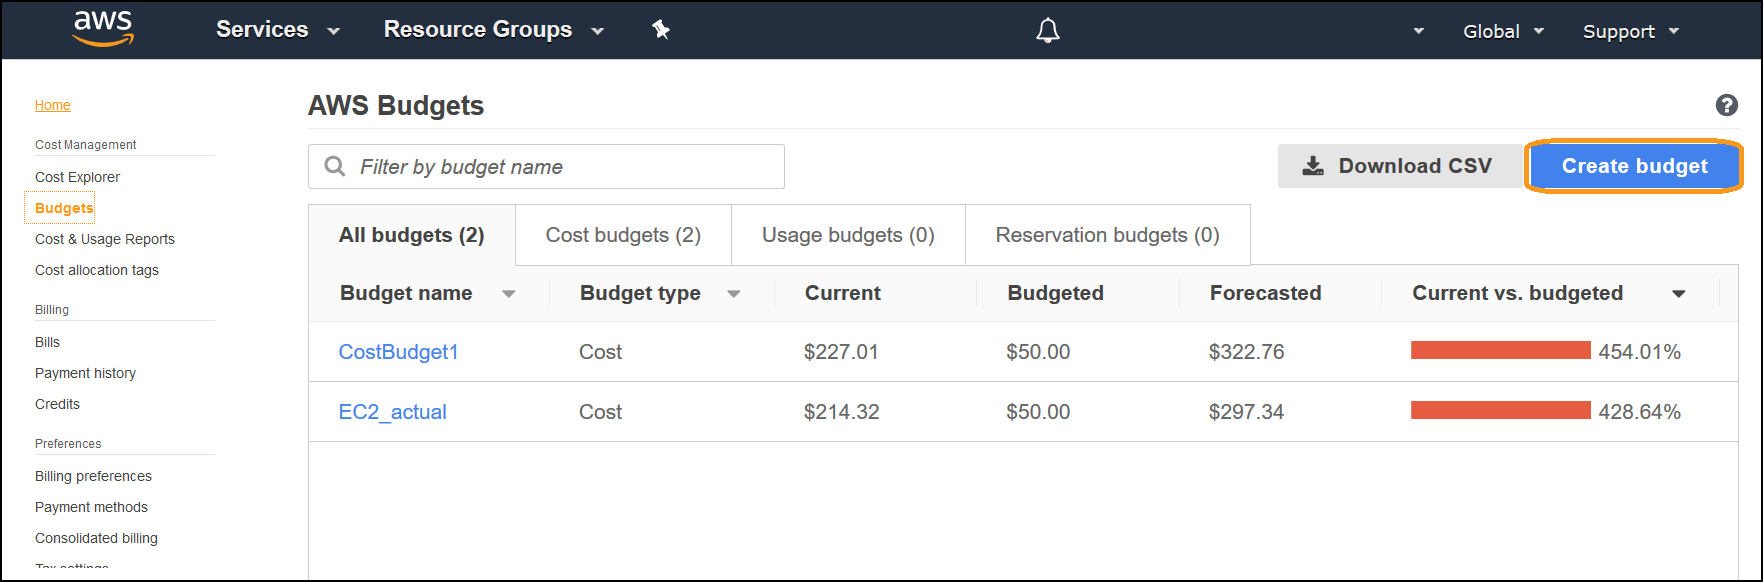 aws Services Resource Groups Global Support
Home
Cost Management
Cost Explorer
Budgets
Cost & Usage Reports
Cost allocation tags
Billing
Bills
Payment history
Credits
Preferences
Billing preferences
Payment methods
Consolidated billing
Tax settings
AWS Budgets
?
Filter by budget name Download CSV Create budget
All budgets (2) Cost budgets (2) Usage budgets (0) Reservation budgets (0)
Budget name Budget type Current Budgeted Forecasted Current vs. budgeted
CostBudget1 Cost $227.01 $50.00 $322.76 454.01%
EC2_actual Cost $214.32 $50.00 $297.34 428.64%